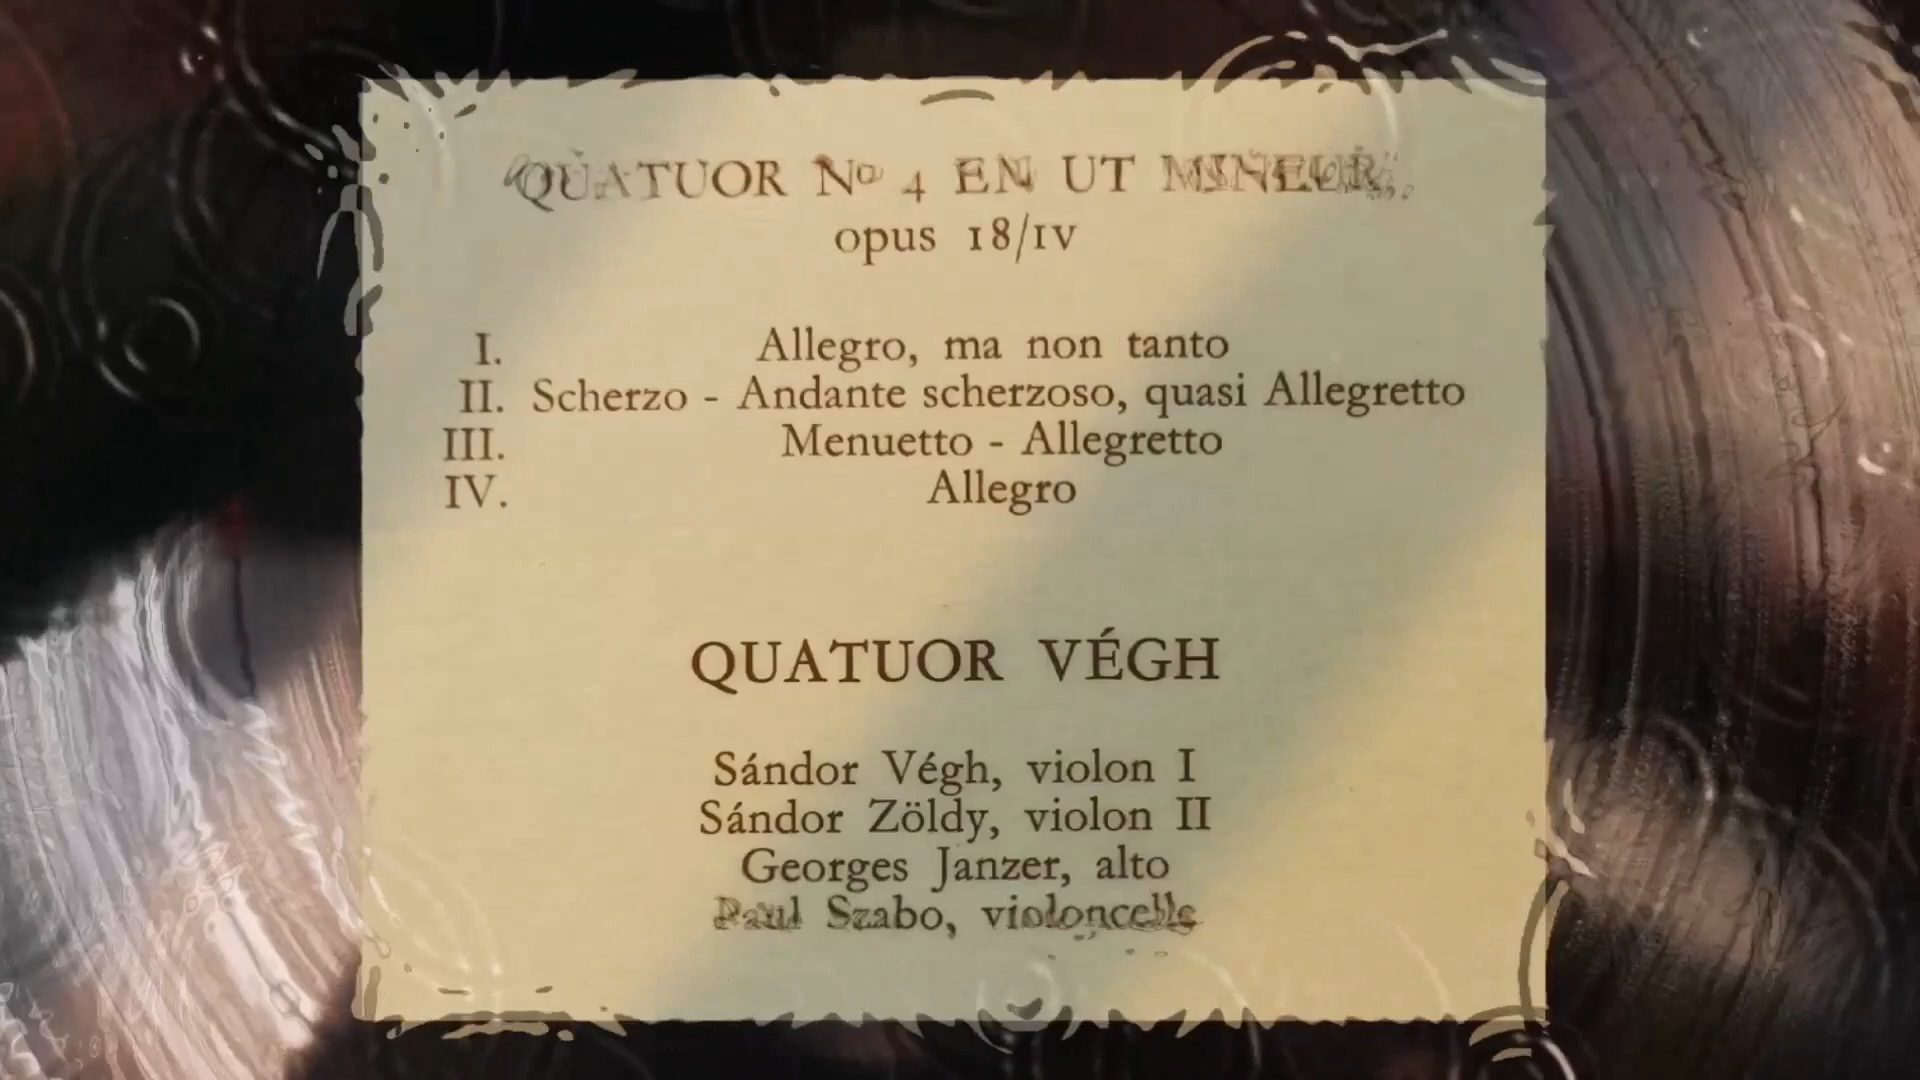 QUATUOR No 4 EN UT MINEUR,
opus 18/IV
I. Allegro, ma non tanto
II. Scherzo - Andante scherzoso, quasi Allegretto
III. Menuetto - Allegretto
IV. Allegro
QUATUOR VÉGH
Sándor Végh, violon I
Sándor Zöldy, violon II
Georges Janzer, alto
Paul Szabo, violoncelle